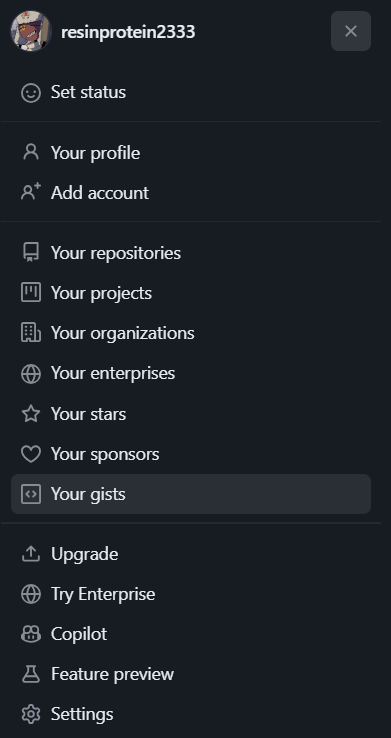 resinprotein2333
Set status
Your profile
Add account
Your repositories
Your projects
Your organizations
Your enterprises
Your stars
Your sponsors
Your gists
Upgrade
Try Enterprise
Copilot
Feature preview
Settings